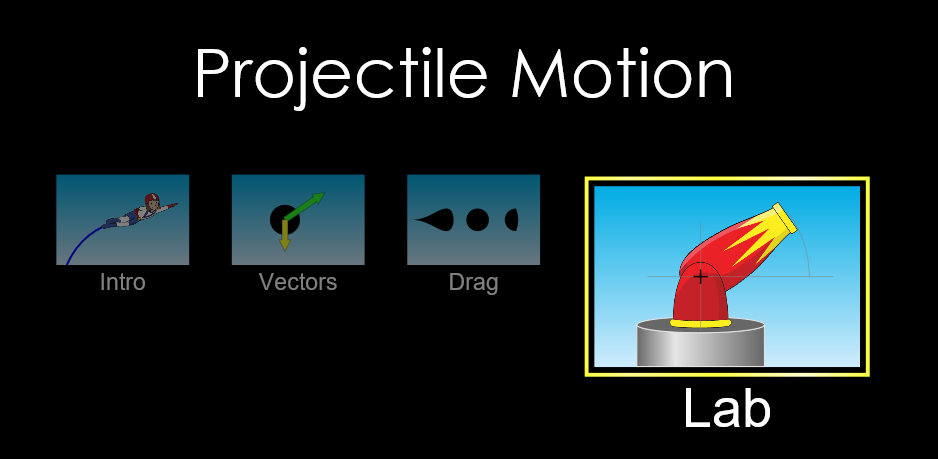 Projectile Motion
Intro
Vectors
Drag
Lab